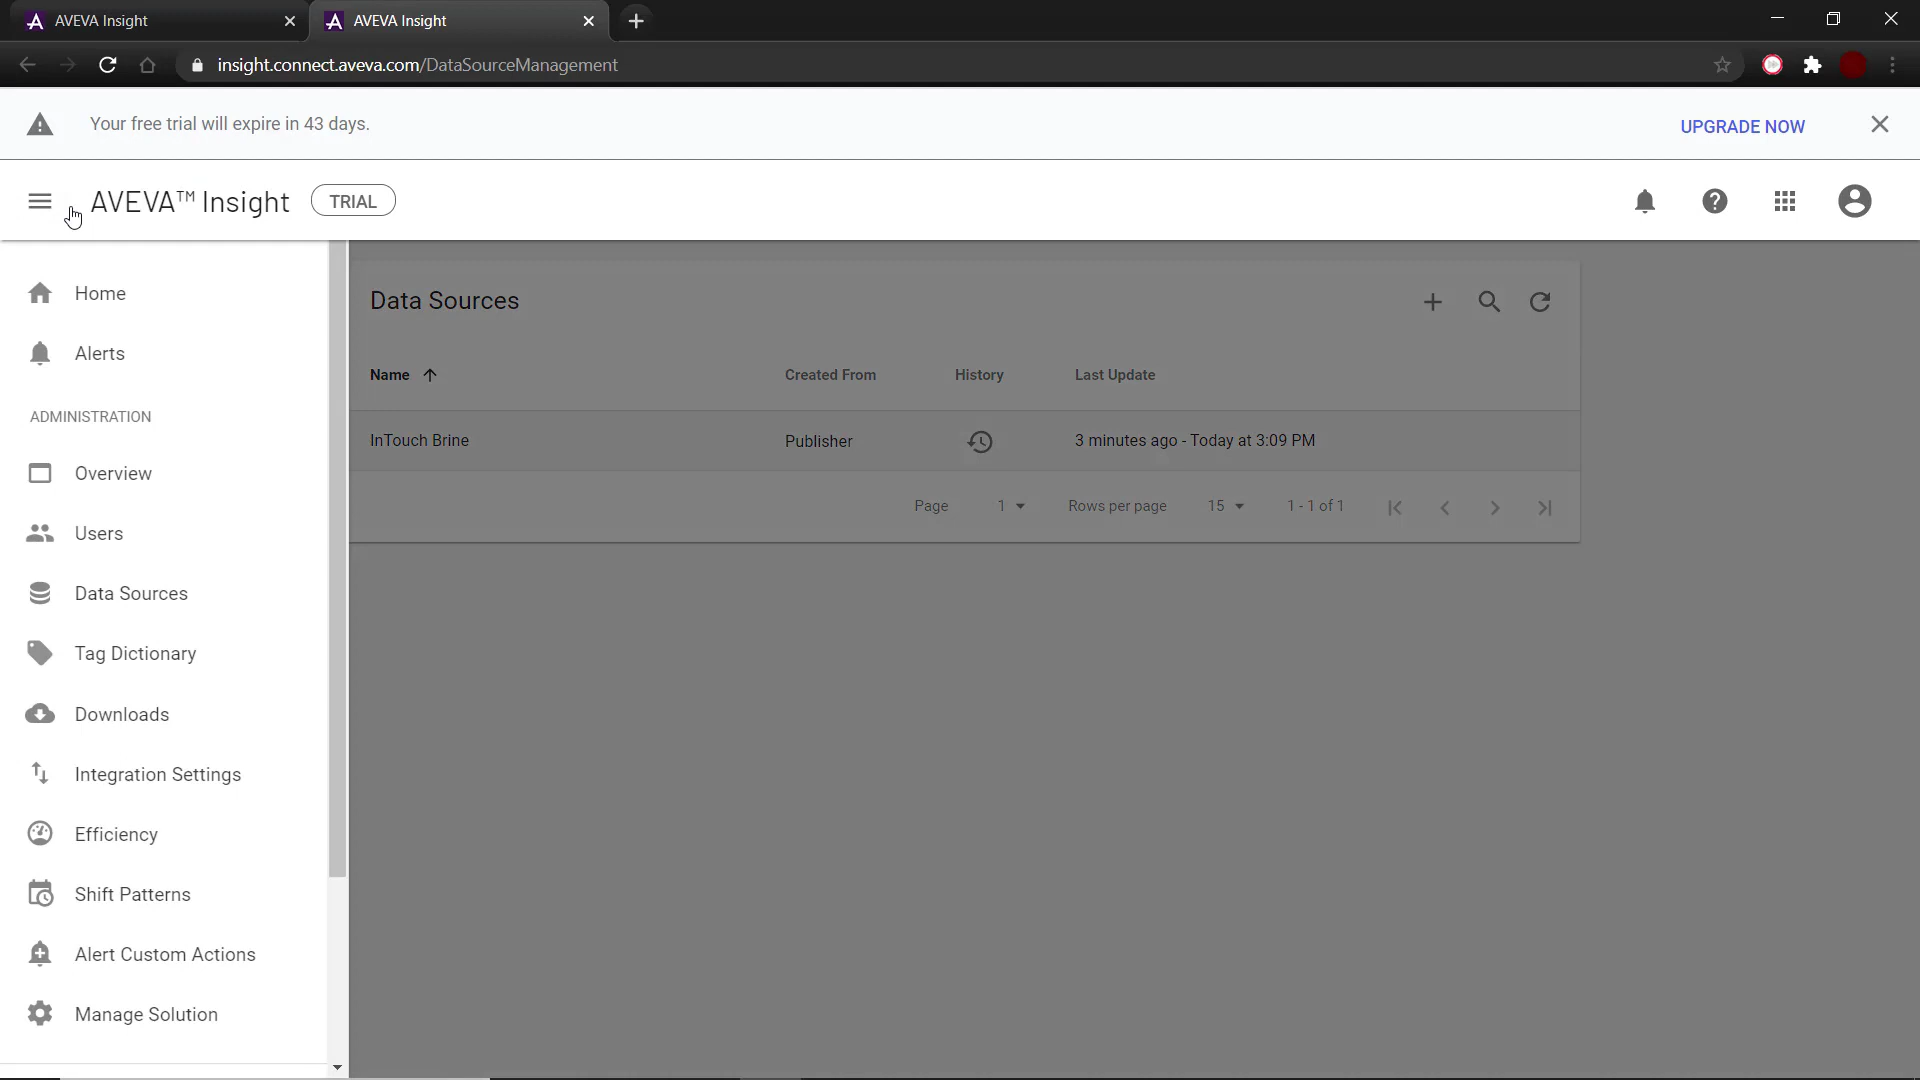 AVEVA Insight
AVEVA Insight
insight.connect.aveva.com/DataSourceManagement
Your free trial will expire in 43 days.
UPGRADE NOW
AVEVA™ Insight
TRIAL
Home
Alerts
ADMINISTRATION
Overview
Users
Data Sources
Tag Dictionary
Downloads
Integration Settings
Efficiency
Shift Patterns
Alert Custom Actions
Manage Solution
Data Sources
Name Created From History Last Update
InTouch Brine Publisher 3 minutes ago - Today at 3:09 PM
Page 1 Rows per page 15 1 - 1 of 1